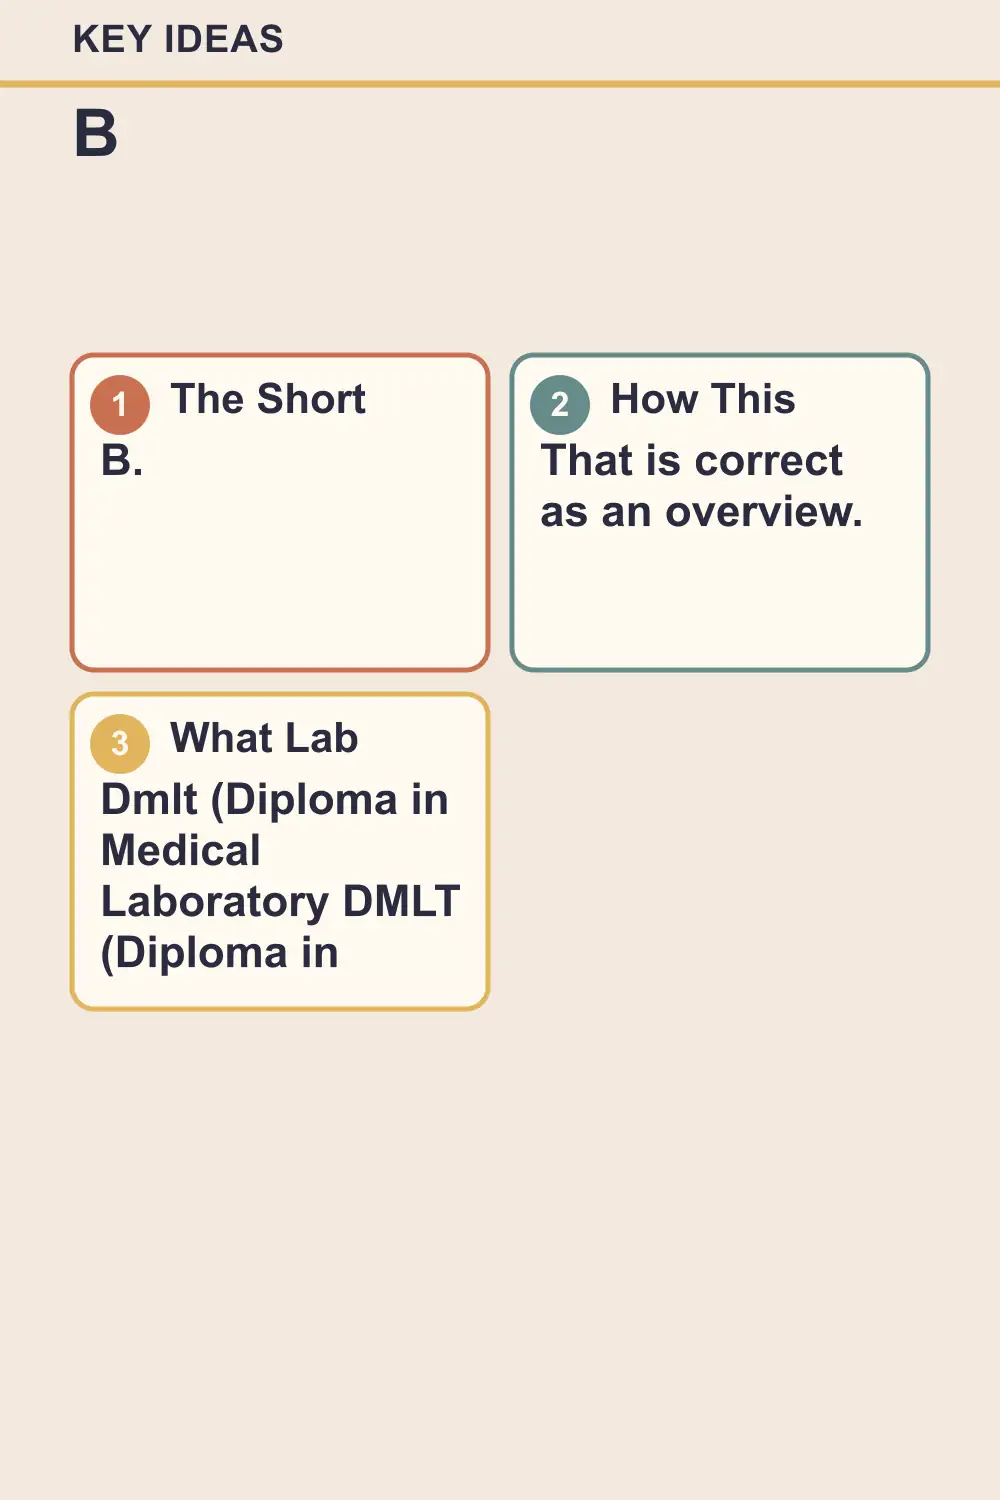 KEY IDEAS
B
1 The Short
B.
2 How This
That is correct
as an overview.
3 What Lab
Dmlt (Diploma in
Medical
Laboratory DMLT
(Diploma in